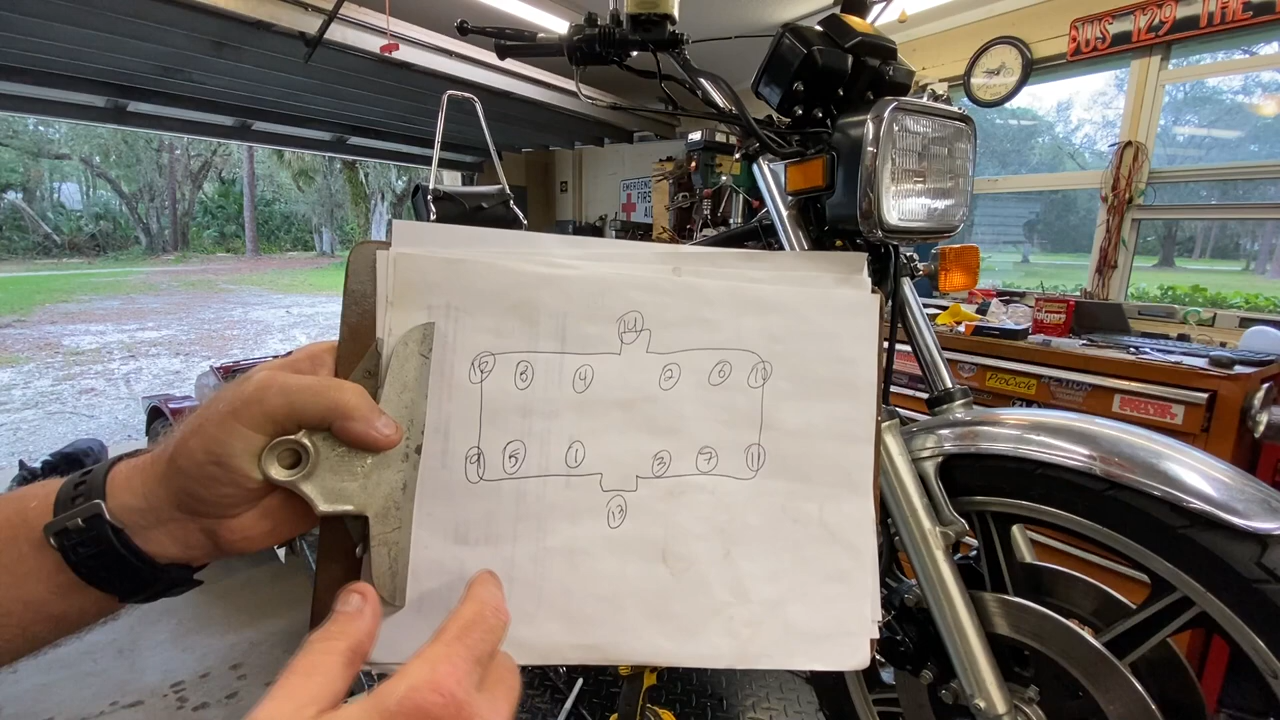 US 129 THE
EMERGENCY
FIRST
AID
Folgers
ProCycle
14
12 8 4 2 6 10
9 5 1 3 7 11
13